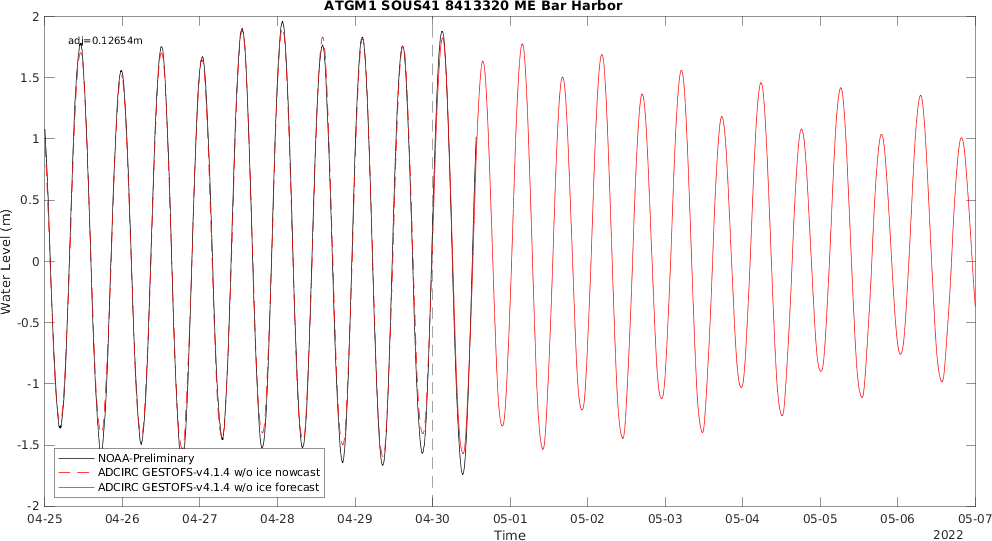 ATGM1 SOUS41 8413320 ME Bar Harbor
adj=0.12654m
2
1.5
1
0.5
0
-0.5
-1
-1.5
-2
Water Level (m)
NOAA-Preliminary
ADCIRC GESTOFS-v4.1.4 w/o ice nowcast
ADCIRC GESTOFS-v4.1.4 w/o ice forecast
04-25 04-26 04-27 04-28 04-29 04-30 05-01 05-02 05-03 05-04 05-05 05-06 05-07
Time
2022